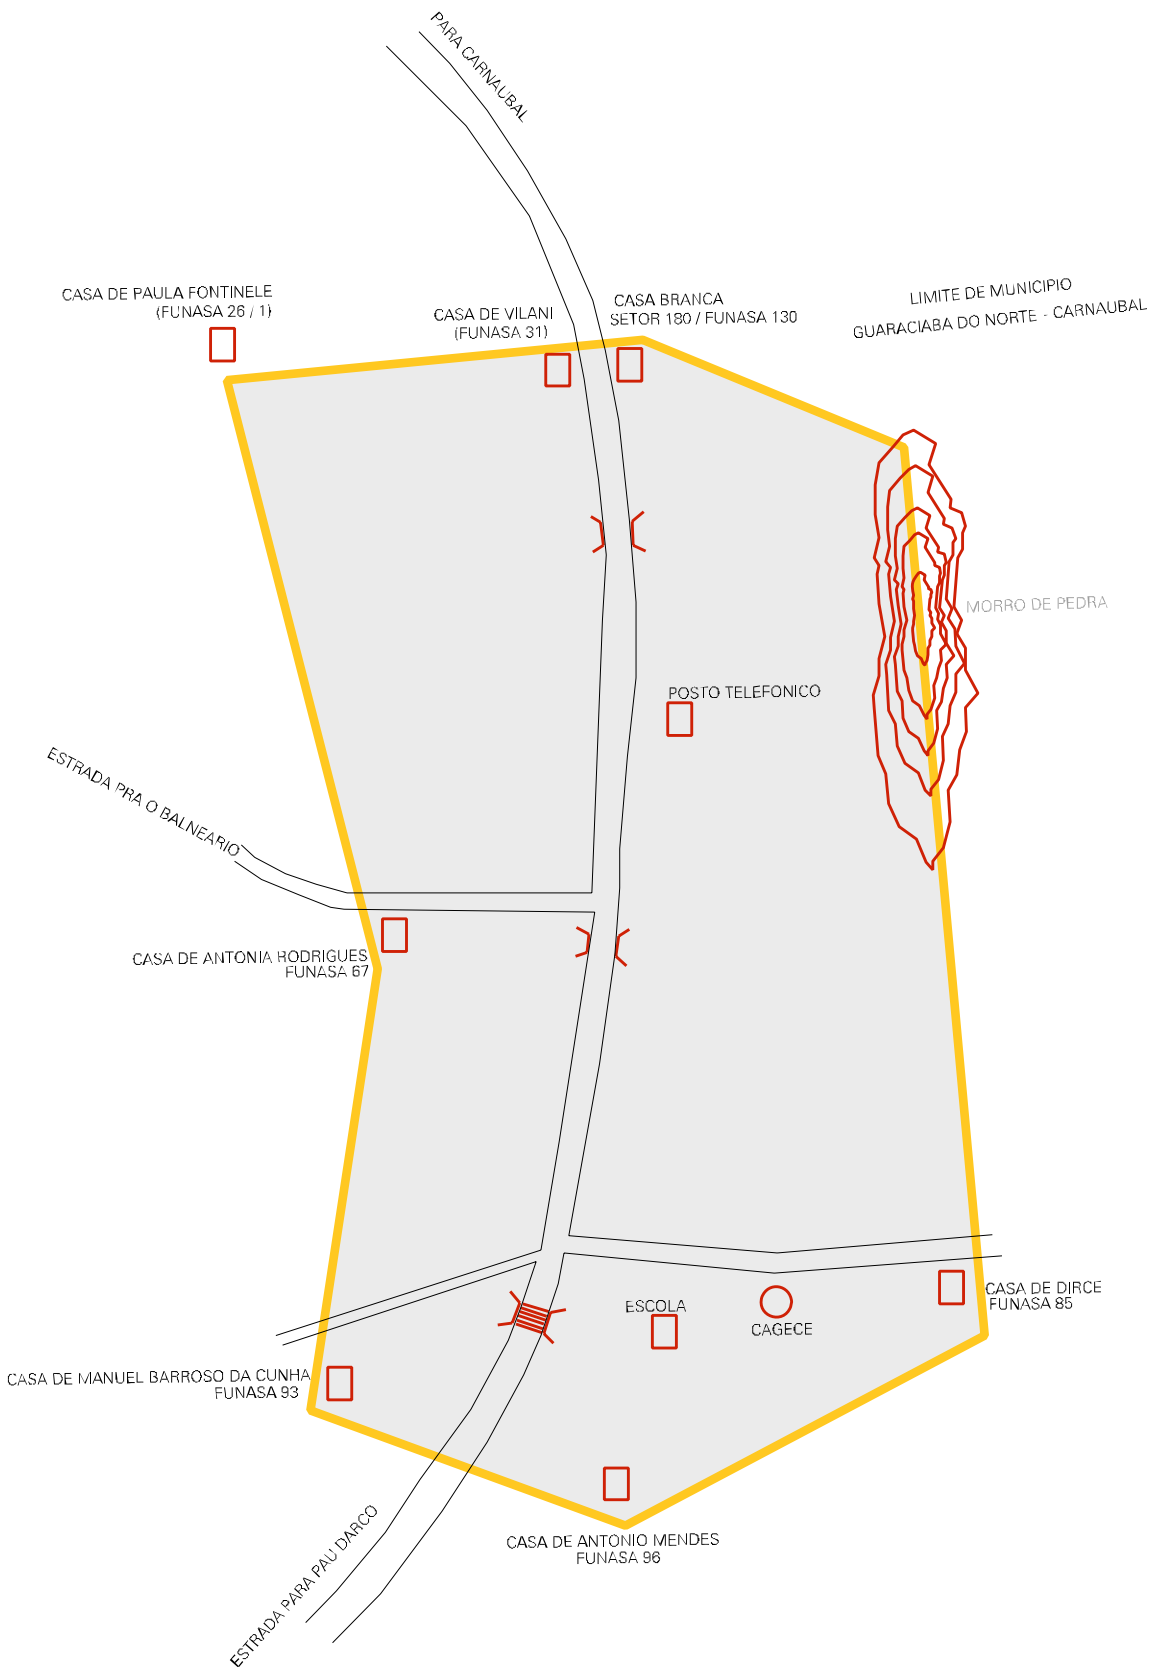 PARA CARNAUBAL
CASA DE PAULA FONTINELE
(FUNASA 26 / 1)
CASA DE VILANI
(FUNASA 31)
CASA BRANCA
SETOR 180 / FUNASA 130
LIMITE DE MUNICIPIO
GUARACIABA DO NORTE - CARNAUBAL
MORRO DE PEDRA
POSTO TELEFONICO
ESTRADA PRA O BALNEARIO
CASA DE ANTONIA RODRIGUES
FUNASA 67
CASA DE DIRCE
FUNASA 85
ESCOLA
CAGECE
CASA DE MANUEL BARROSO DA CUNHA
FUNASA 93
CASA DE ANTONIO MENDES
FUNASA 96
ESTRADA PARA PAU DARCO